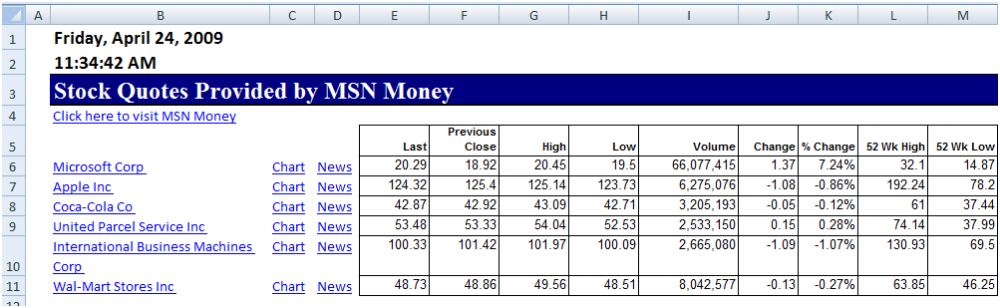 A B C D E F G H I J K L M
1 Friday, April 24, 2009
2 11:34:42 AM
3 Stock Quotes Provided by MSN Money
4 Click here to visit MSN Money
Previous
5 Last Close High Low Volume Change % Change 52 Wk High 52 Wk Low
6 Microsoft Corp Chart News 20.29 18.92 20.45 19.5 66,077,415 1.37 7.24% 32.1 14.87
7 Apple Inc Chart News 124.32 125.4 125.14 123.73 6,275,076 -1.08 -0.86% 192.24 78.2
8 Coca-Cola Co Chart News 42.87 42.92 43.09 42.71 3,205,193 -0.05 -0.12% 61 37.44
9 United Parcel Service Inc Chart News 53.48 53.33 54.04 52.53 2,533,150 0.15 0.28% 74.14 37.99
International Business Machines Chart News 100.33 101.42 101.97 100.09 2,665,080 -1.09 -1.07% 130.93 69.5
10 Corp
11 Wal-Mart Stores Inc Chart News 48.73 48.86 49.56 48.51 8,042,577 -0.13 -0.27% 63.85 46.25